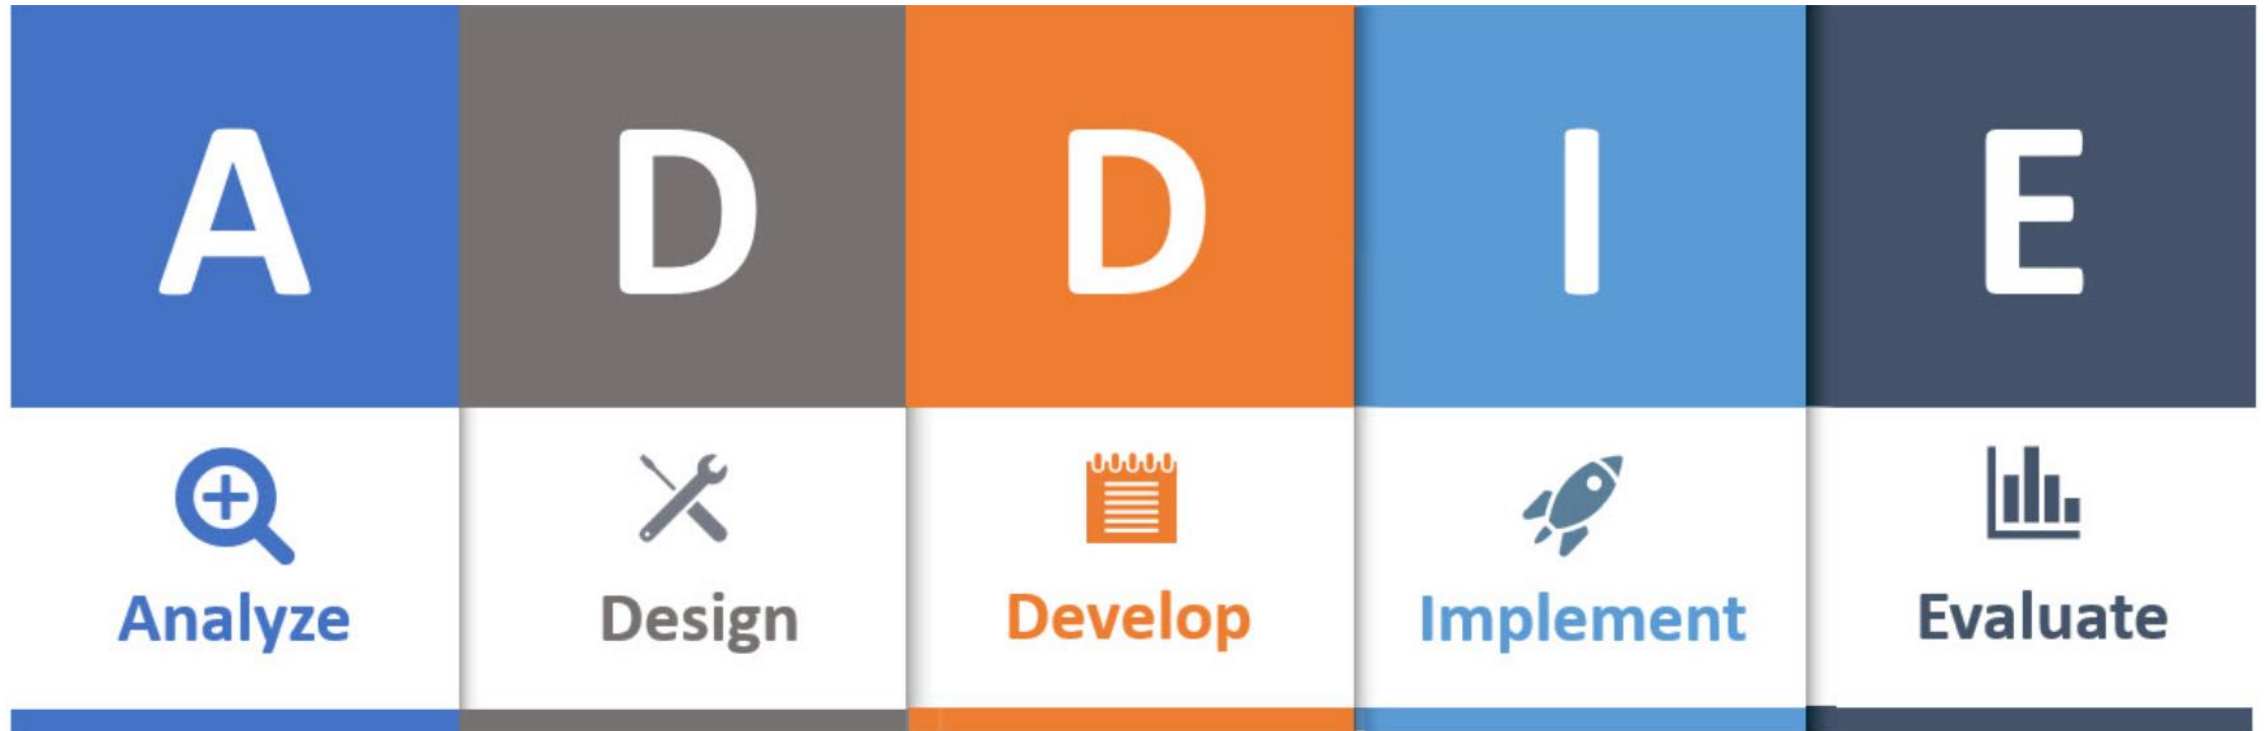 A D D I E
Analyze Design Develop Implement Evaluate